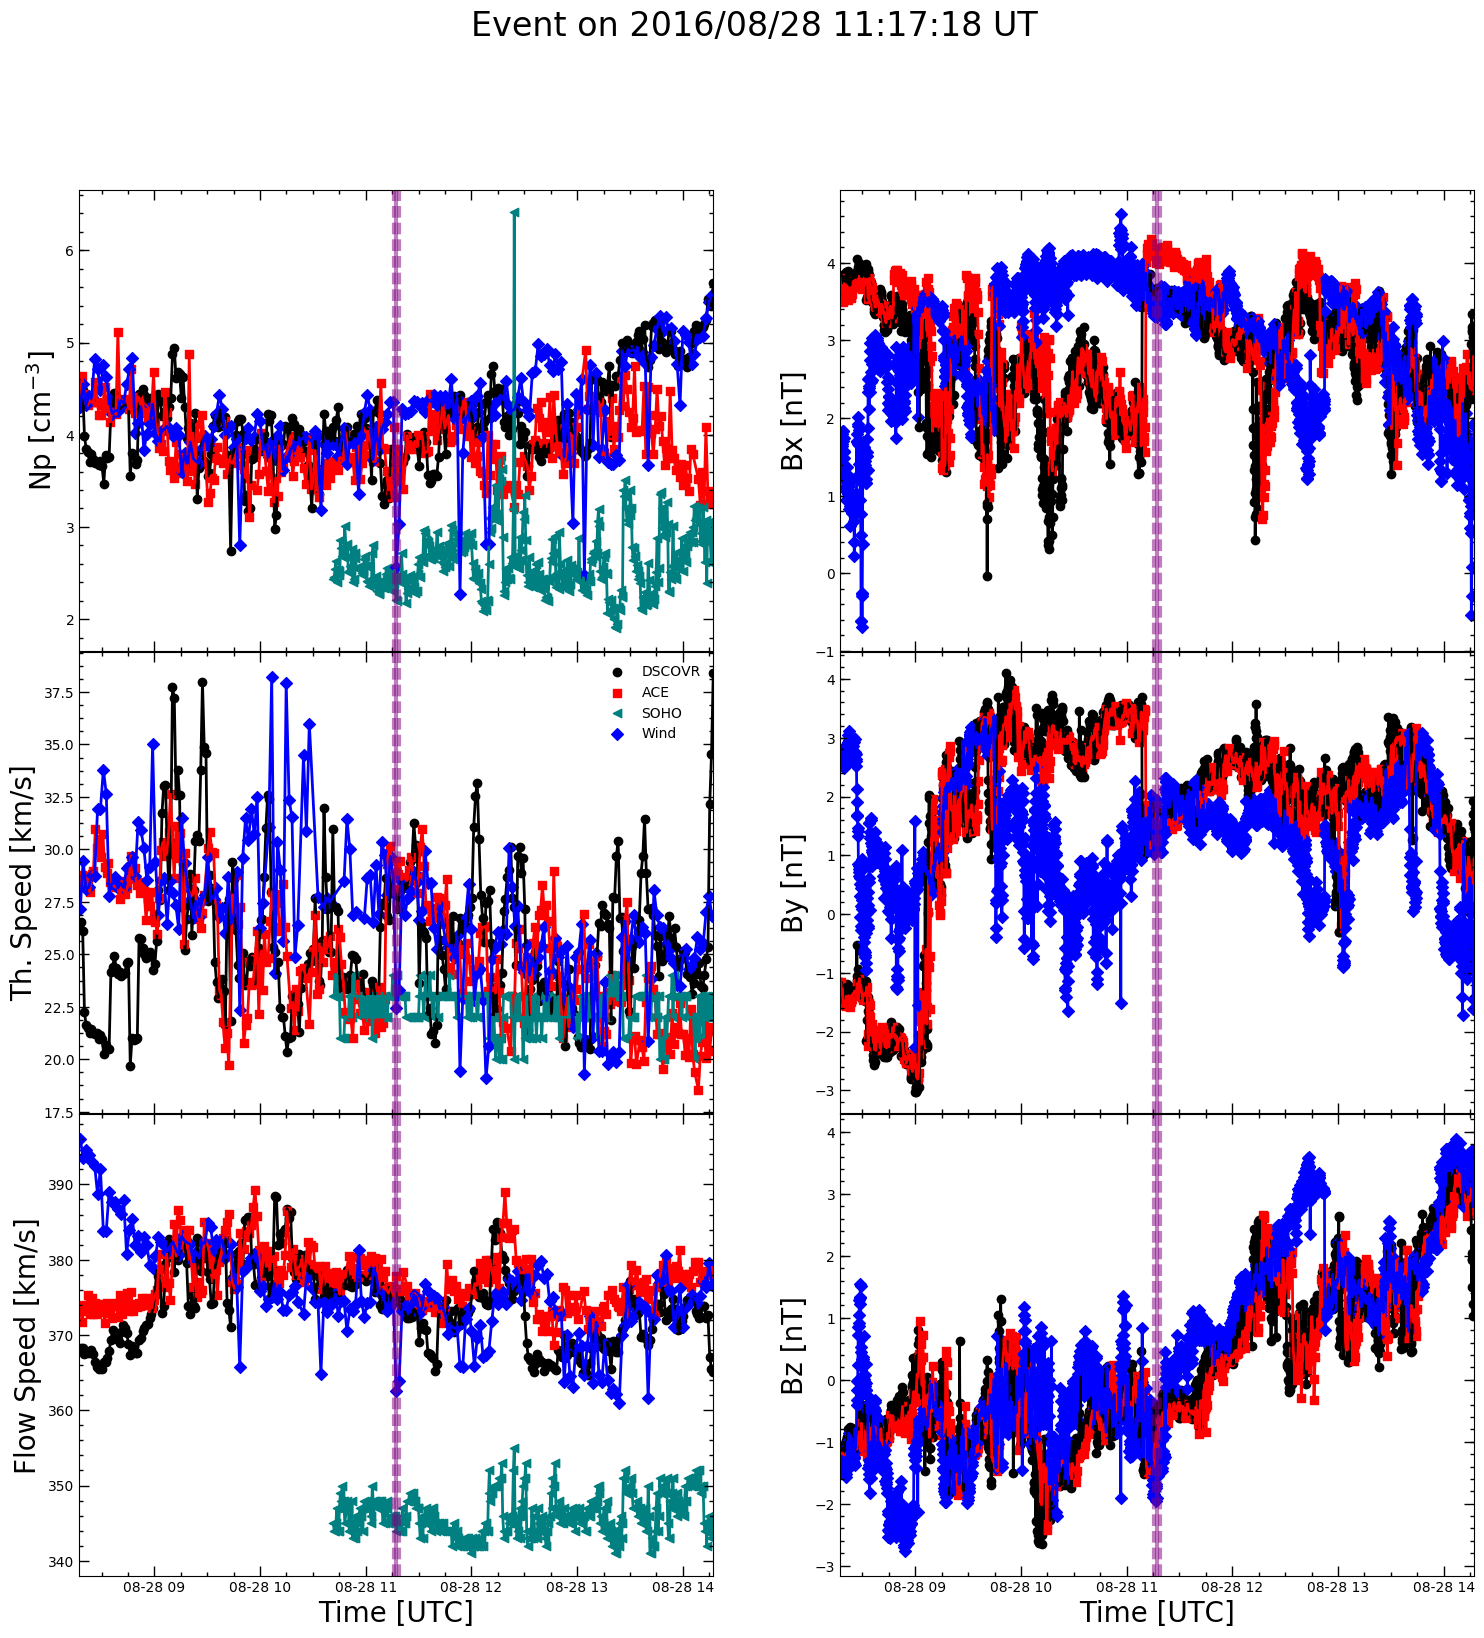 Event on 2016/08/28 11:17:18 UT
Np [cm⁻³]
6
5
4
3
2
Bx [nT]
4
3
2
1
0
−1
Th. Speed [km/s]
37.5
35.0
32.5
30.0
27.5
25.0
22.5
20.0
17.5
DSCOVR
ACE
SOHO
Wind
By [nT]
4
3
2
1
0
−1
−2
−3
Flow Speed [km/s]
390
380
370
360
350
340
08-28 09 08-28 10 08-28 11 08-28 12 08-28 13 08-28 14
Time [UTC]
Bz [nT]
4
3
2
1
0
−1
−2
−3
08-28 09 08-28 10 08-28 11 08-28 12 08-28 13 08-28 14
Time [UTC]